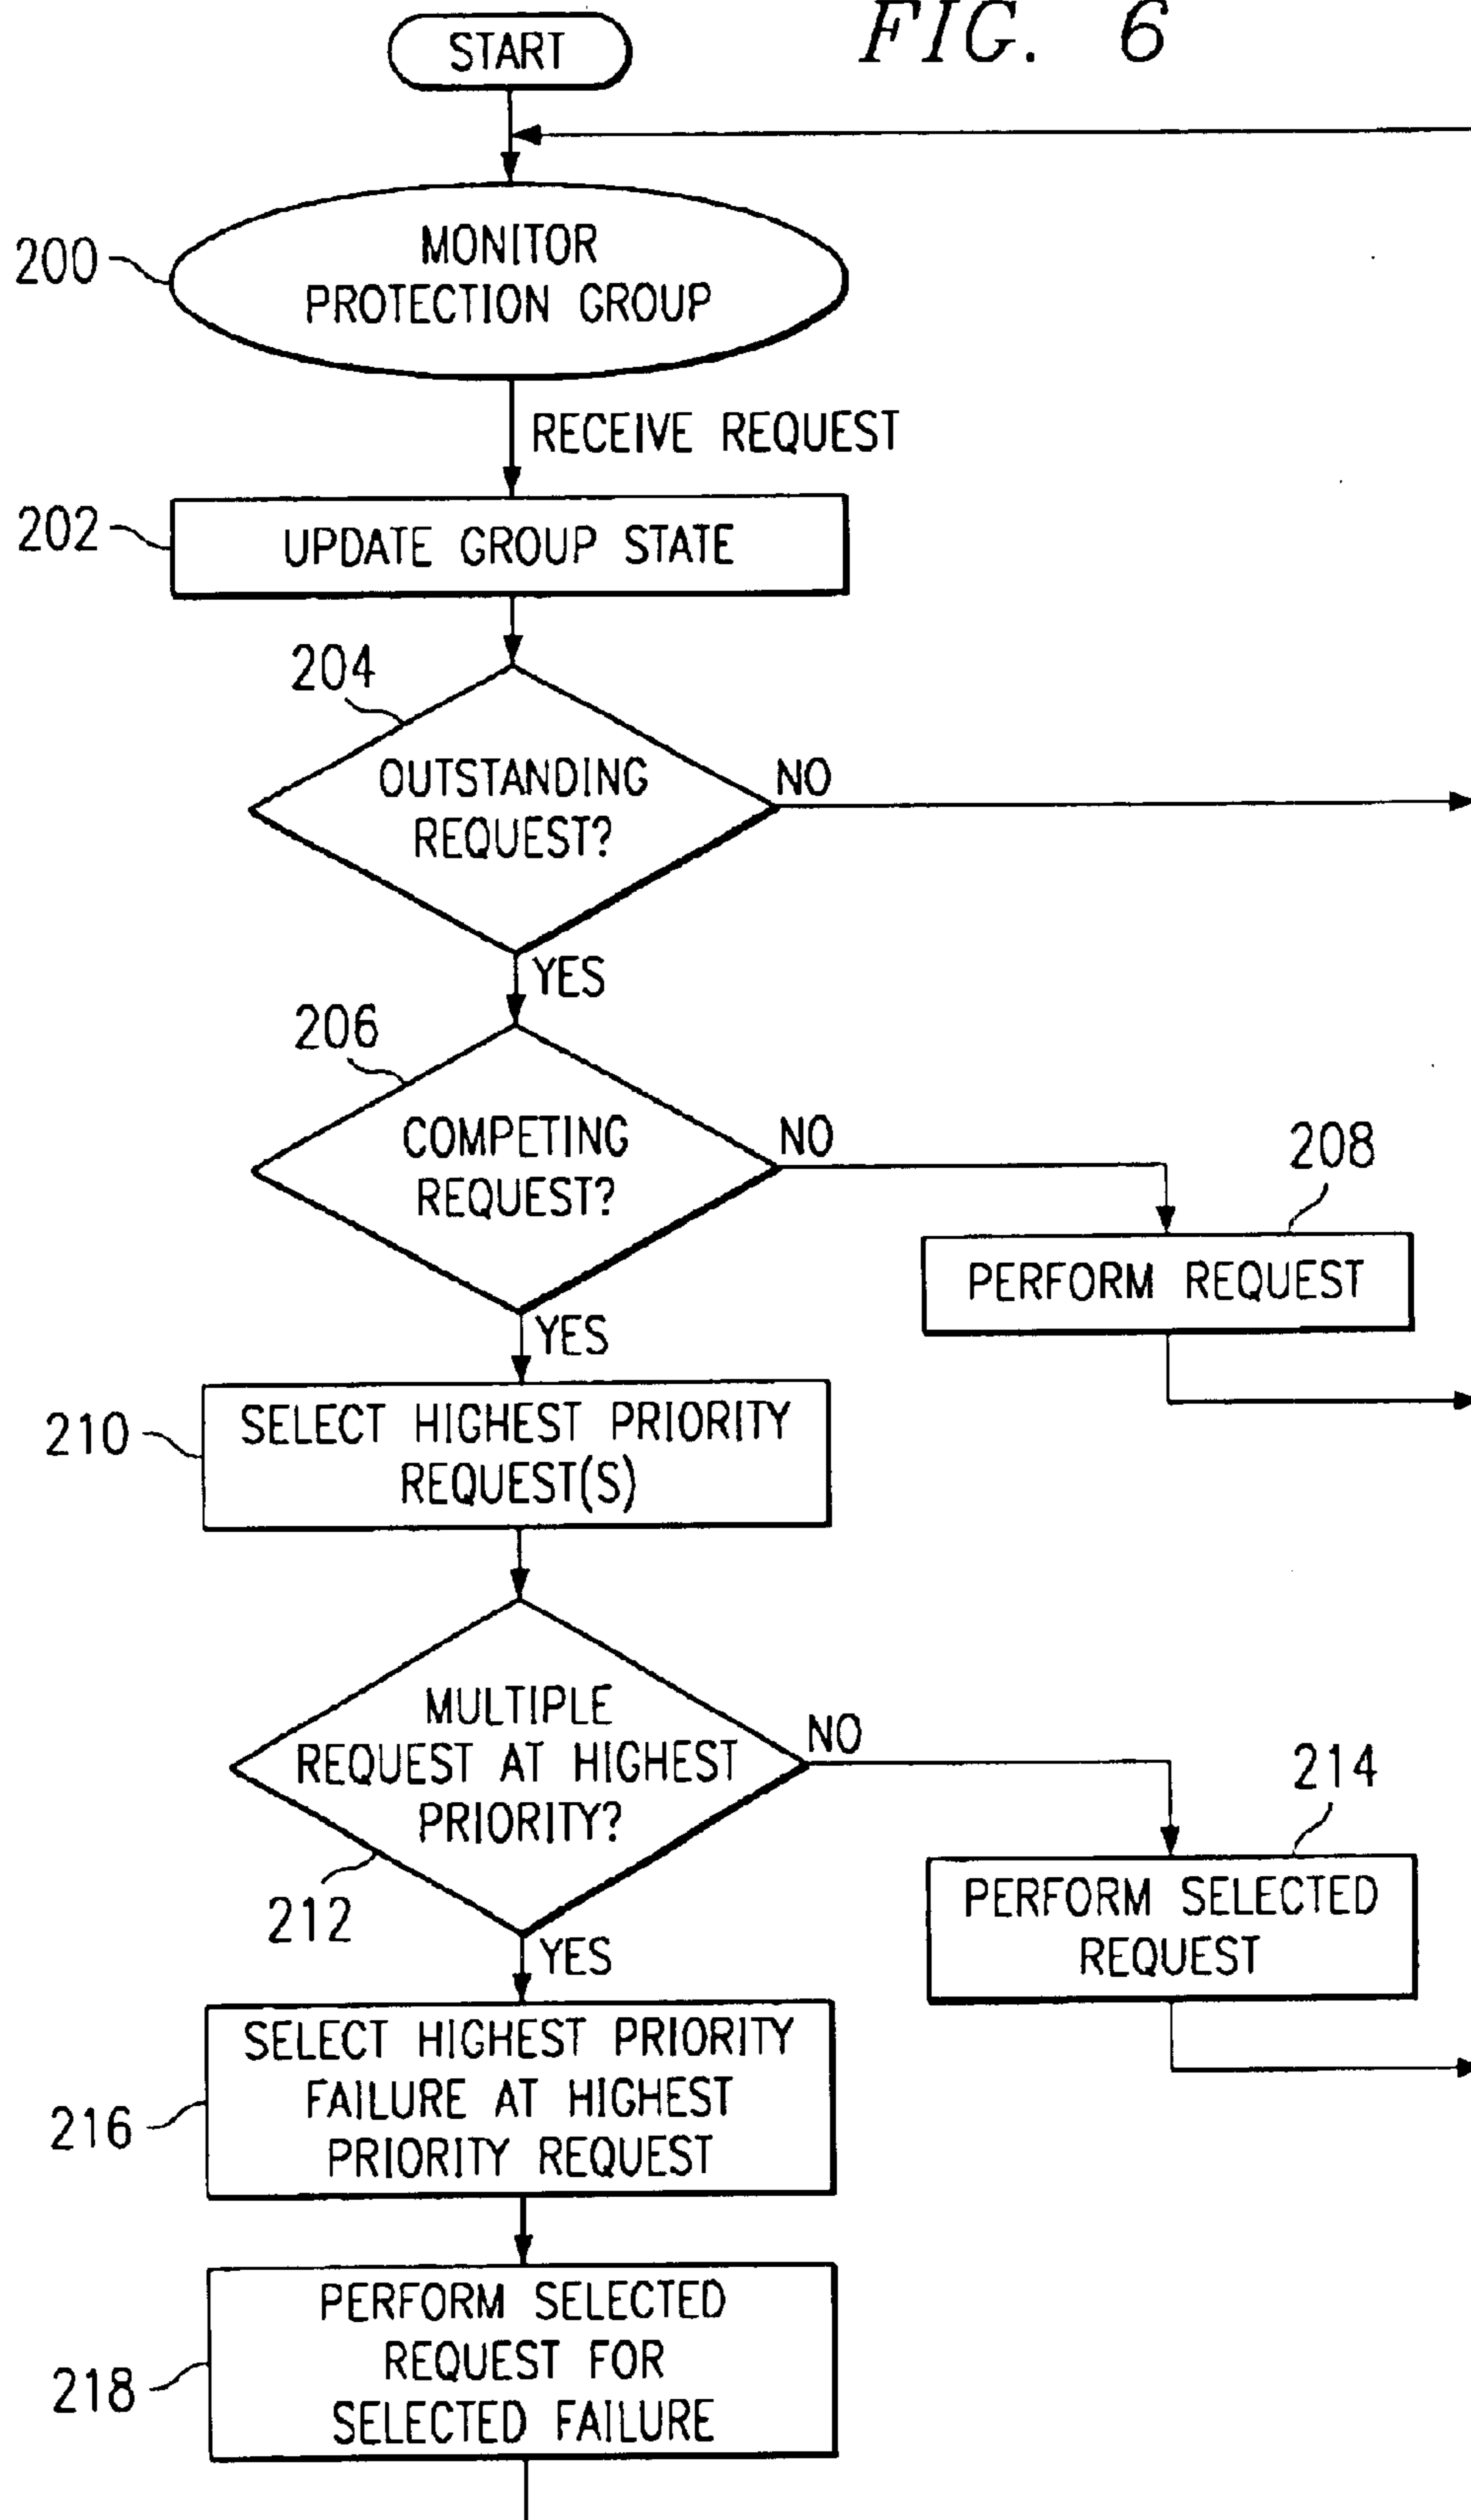 FIG. 6
START
200
MONITOR
PROTECTION GROUP
RECEIVE REQUEST
202
UPDATE GROUP STATE
204
OUTSTANDING
REQUEST?
NO
YES
206
COMPETING
REQUEST?
NO
208
PERFORM REQUEST
YES
210
SELECT HIGHEST PRIORITY
REQUEST(S)
MULTIPLE
REQUEST AT HIGHEST
PRIORITY?
NO
212
214
PERFORM SELECTED
REQUEST
YES
216
SELECT HIGHEST PRIORITY
FAILURE AT HIGHEST
PRIORITY REQUEST
218
PERFORM SELECTED
REQUEST FOR
SELECTED FAILURE